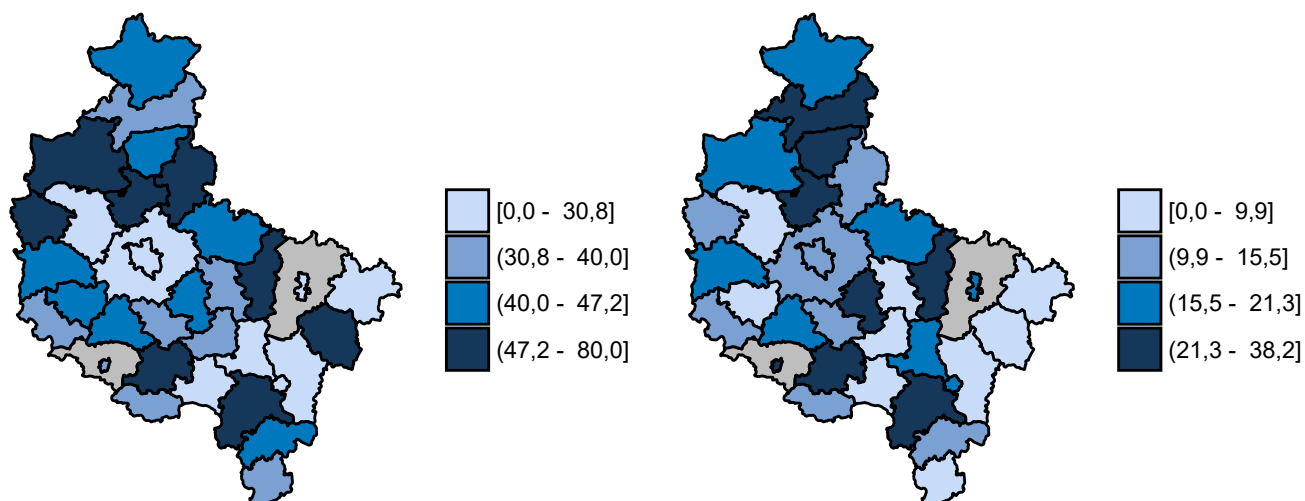 [0,0 - 30,8]
(30,8 - 40,0]
(40,0 - 47,2]
(47,2 - 80,0]
[0,0 - 9,9]
(9,9 - 15,5]
(15,5 - 21,3]
(21,3 - 38,2]